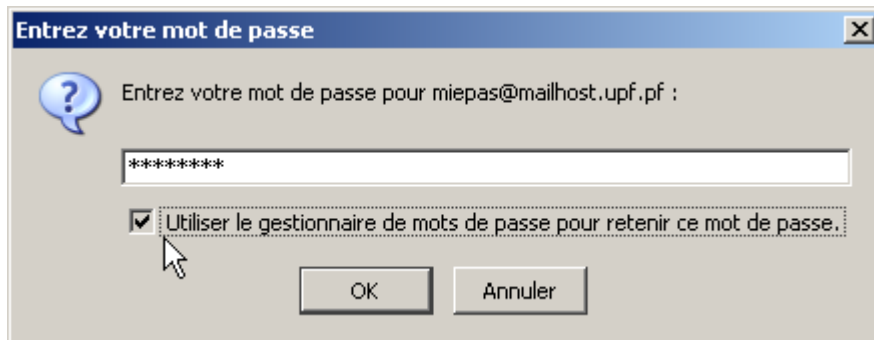 Entrez votre mot de passe
Entrez votre mot de passe pour miepas@mailhost.upf.pf :
********
Utiliser le gestionnaire de mots de passe pour retenir ce mot de passe.
OK Annuler